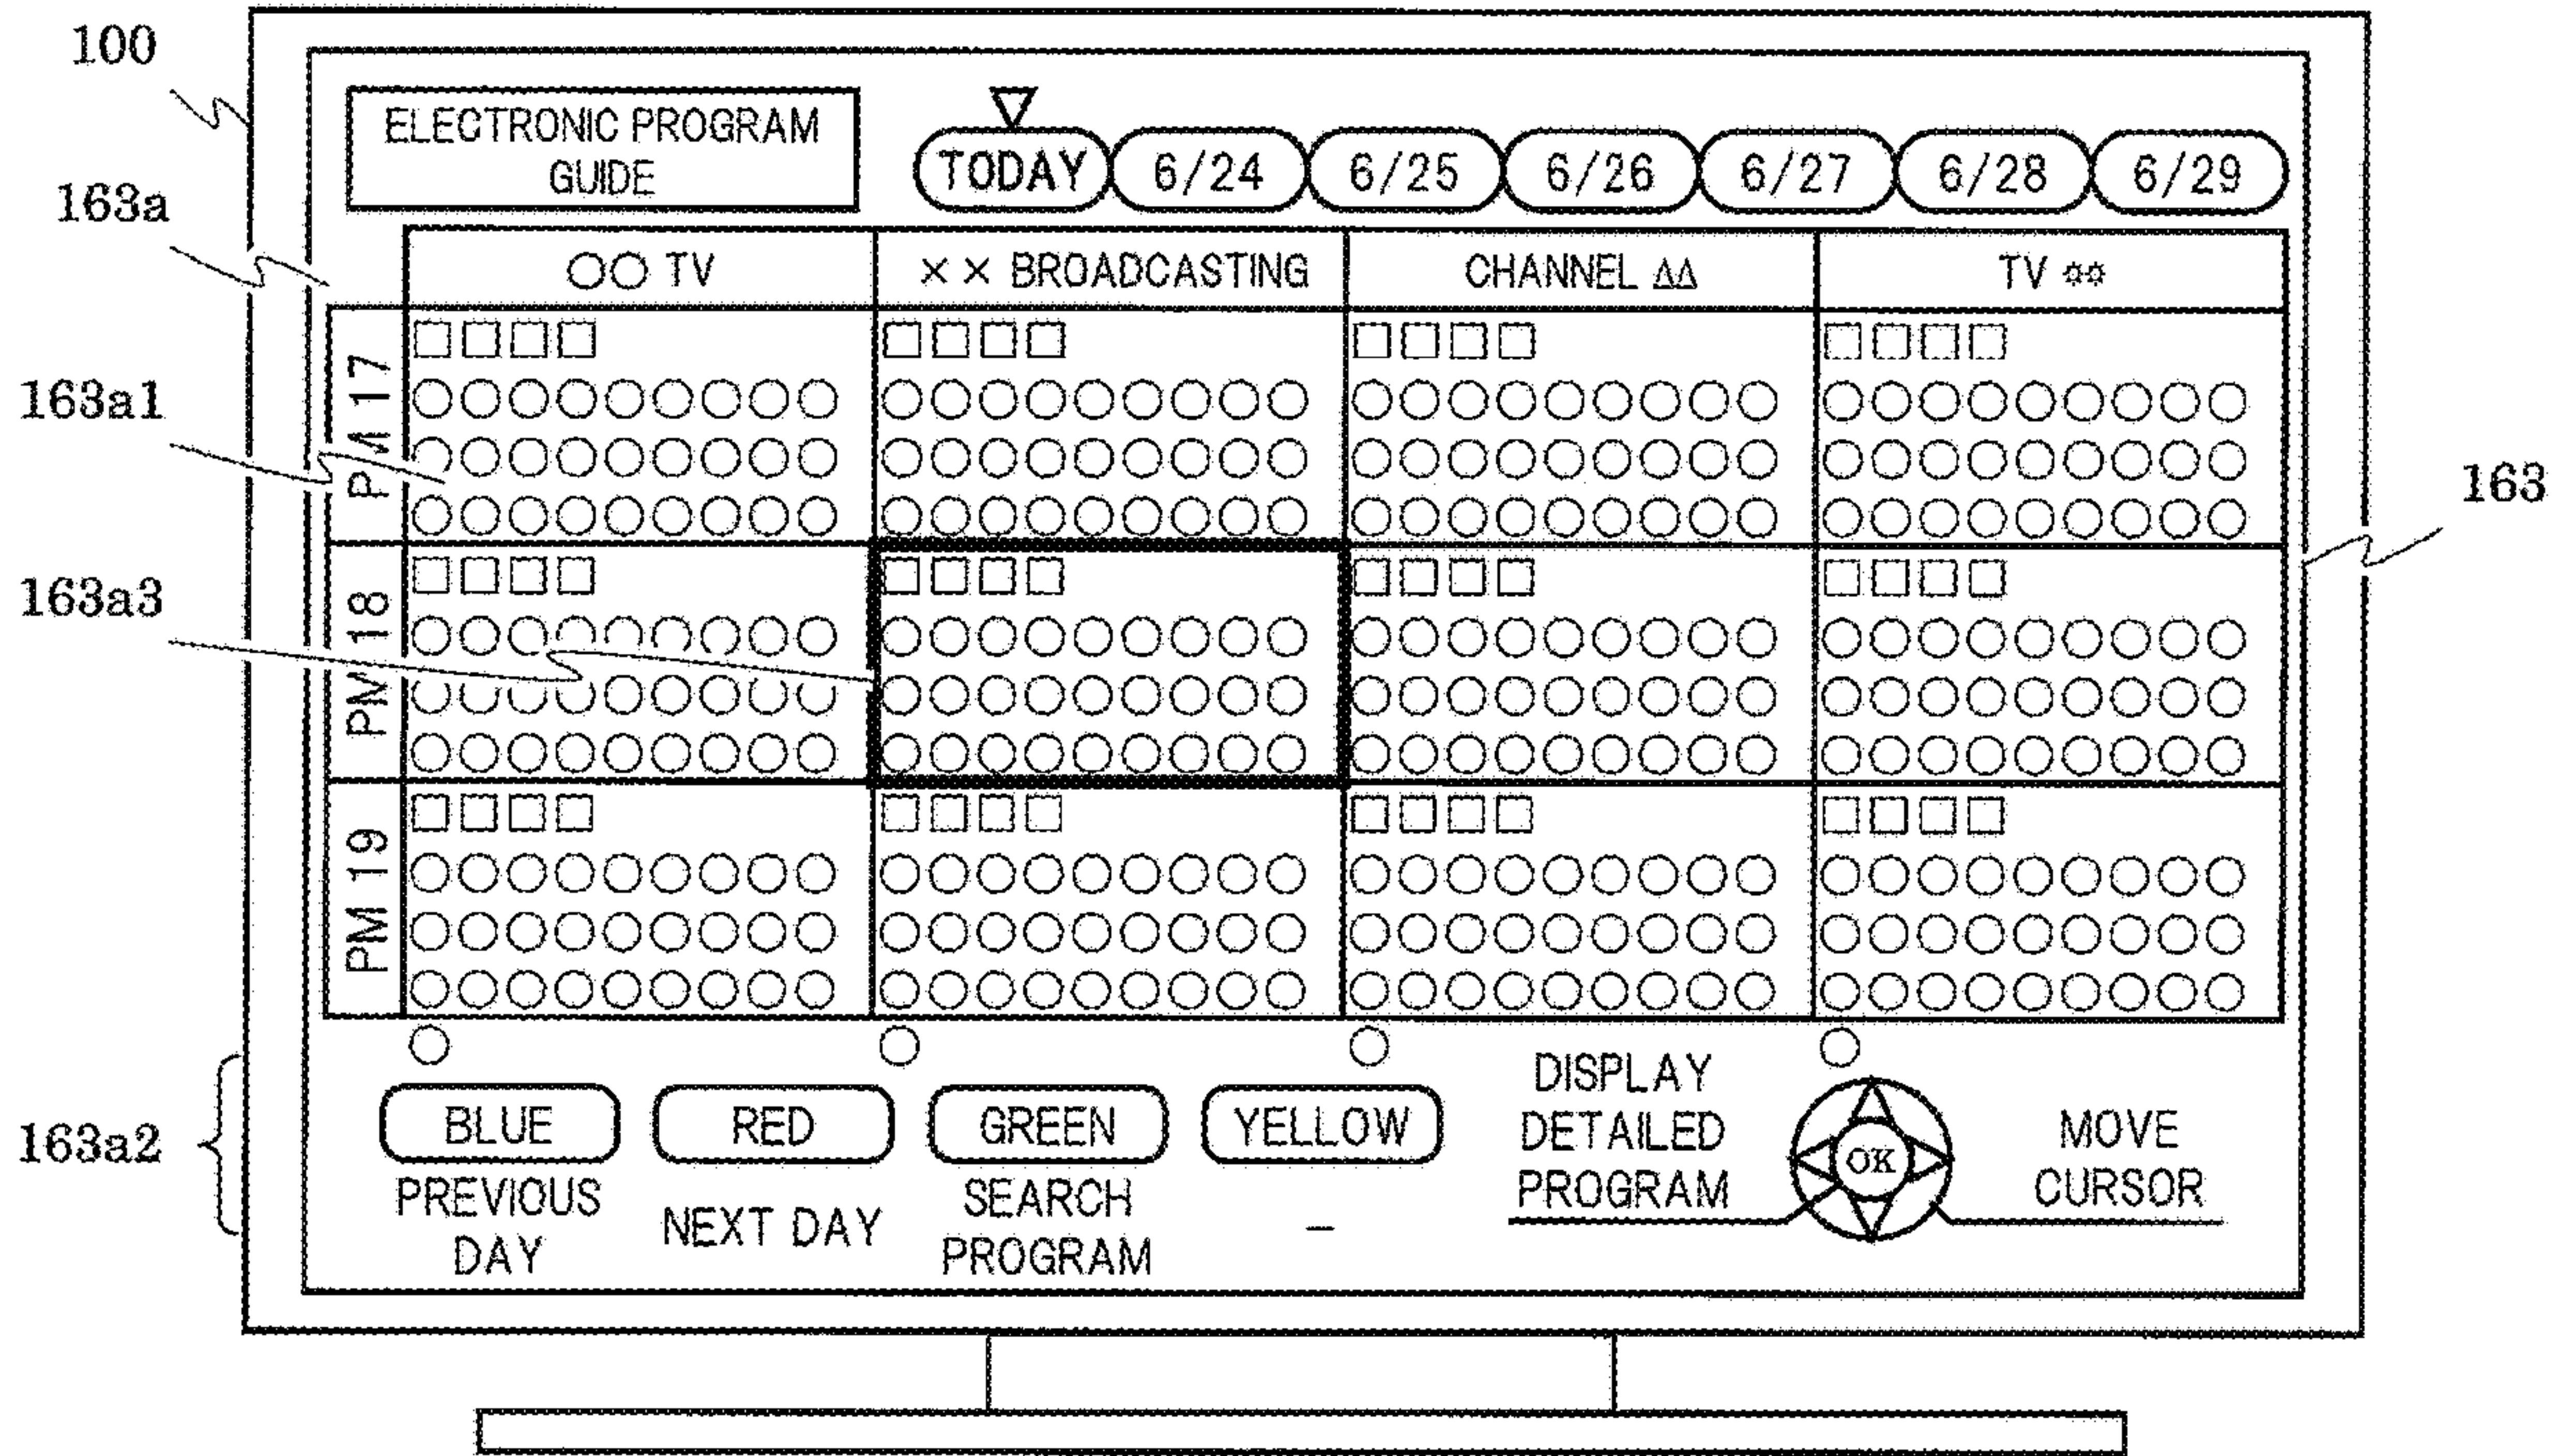 100
ELECTRONIC PROGRAM
GUIDE
TODAY 6/24 6/25 6/26 6/27 6/28 6/29
163a
○○ TV ×× BROADCASTING CHANNEL △△ TV ☼☼
163a1
PM 17
□□□□ □□□□ □□□□ □□□□
○○○○○○○○○ ○○○○○○○○○ ○○○○○○○○○ ○○○○○○○○○
○○○○○○○○○ ○○○○○○○○○ ○○○○○○○○○ ○○○○○○○○○
○○○○○○○○○ ○○○○○○○○○ ○○○○○○○○○ ○○○○○○○○○
163
163a3
PM 18
□□□□ □□□□ □□□□ □□□□
○○○○○○○○○ ○○○○○○○○○ ○○○○○○○○○ ○○○○○○○○○
○○○○○○○○○ ○○○○○○○○○ ○○○○○○○○○ ○○○○○○○○○
○○○○○○○○○ ○○○○○○○○○ ○○○○○○○○○ ○○○○○○○○○
PM 19
□□□□ □□□□ □□□□ □□□□
○○○○○○○○○ ○○○○○○○○○ ○○○○○○○○○ ○○○○○○○○○
○○○○○○○○○ ○○○○○○○○○ ○○○○○○○○○ ○○○○○○○○○
○○○○○○○○○ ○○○○○○○○○ ○○○○○○○○○ ○○○○○○○○○
○ ○ ○ ○
163a2
BLUE
PREVIOUS
DAY
RED
NEXT DAY
GREEN
SEARCH
PROGRAM
YELLOW
–
DISPLAY
DETAILED
PROGRAM
OK
MOVE
CURSOR